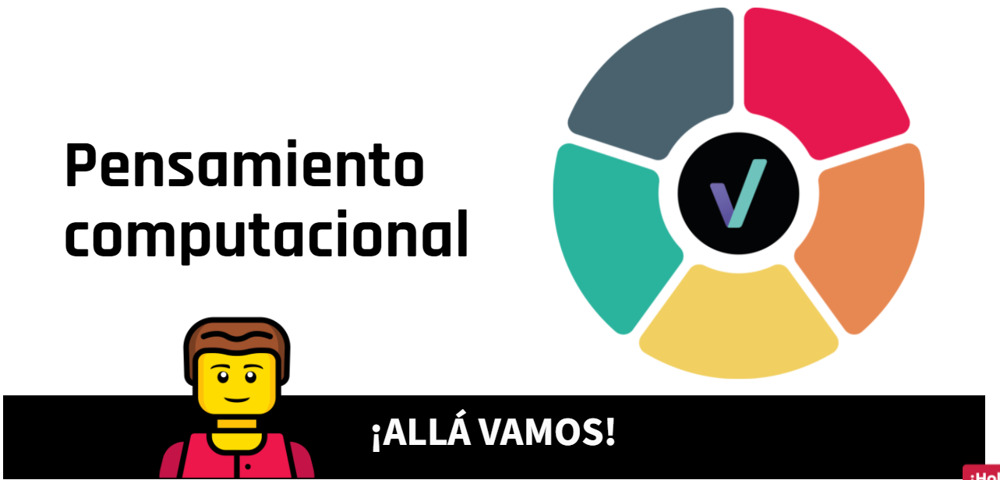 Pensamiento
computacional
¡ALLÁ VAMOS!